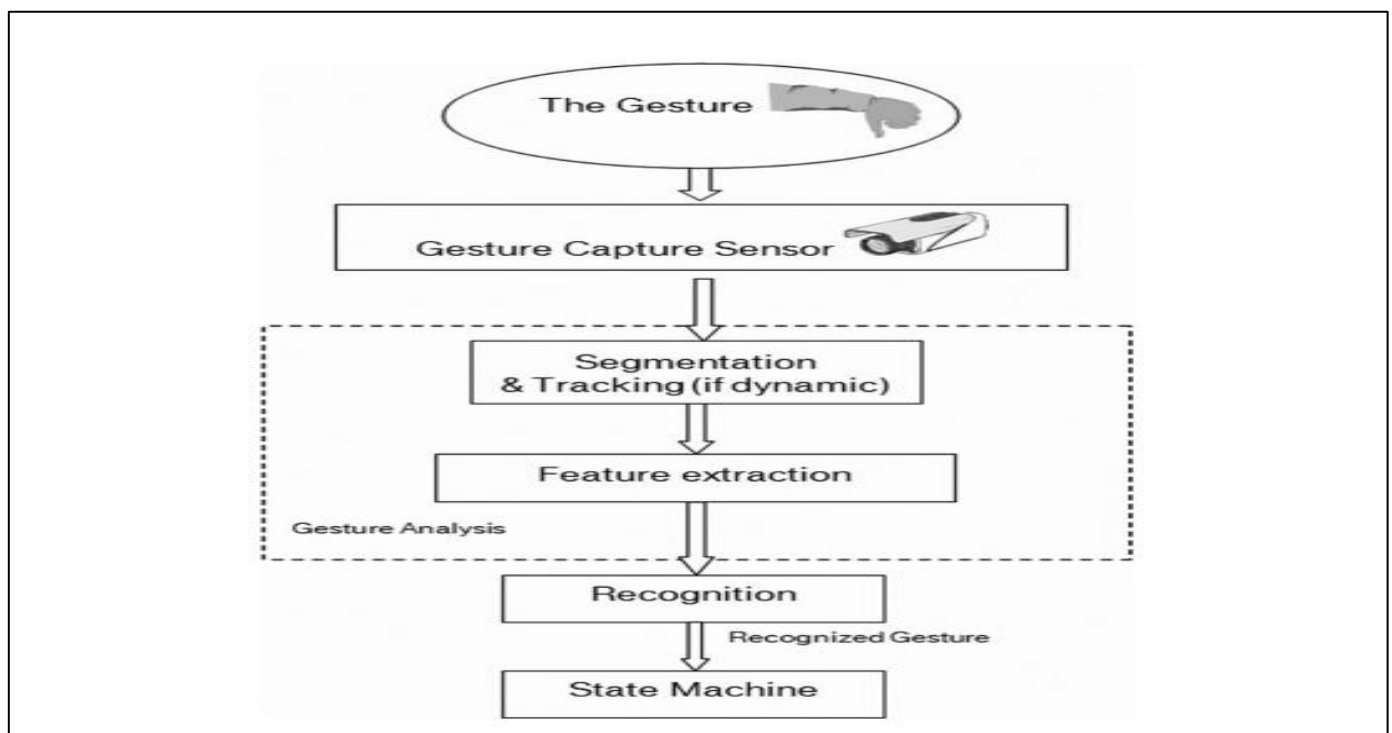 The Gesture
Gesture Capture Sensor
Segmentation
& Tracking (if dynamic)
Feature extraction
Gesture Analysis
Recognition
Recognized Gesture
State Machine